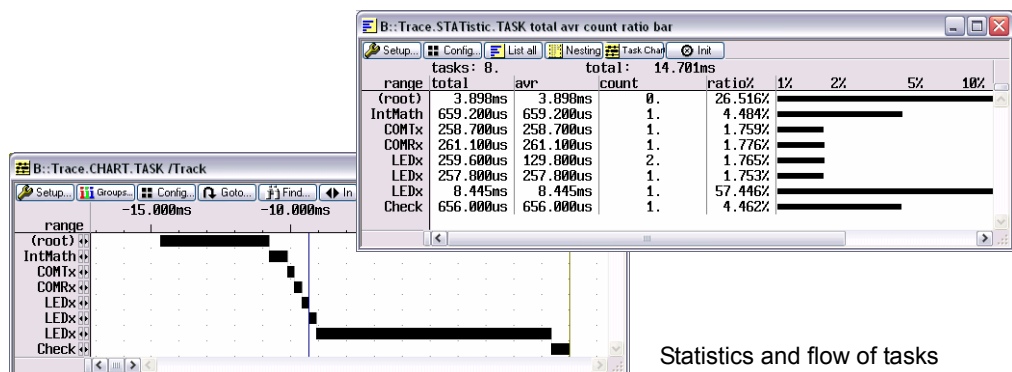 B::Trace.STATistic.TASK total avr count ratio bar
Setup... Config... List all Nesting Task Chart Init
tasks: 8. total: 14.701ms
range total avr count ratio% 1% 2% 5% 10%
(root) 3.898ms 3.898ms 0. 26.516%
IntMath 659.200us 659.200us 1. 4.484%
COMTx 258.700us 258.700us 1. 1.759%
COMRx 261.100us 261.100us 1. 1.776%
LEDx 259.600us 129.800us 2. 1.765%
LEDx 257.800us 257.800us 1. 1.753%
LEDx 8.445ms 8.445ms 1. 57.446%
Check 656.000us 656.000us 1. 4.462%
B::Trace.CHART.TASK /Track
Setup... Groups... Config... Goto... Find... In
-15.000ms -10.000ms
range
(root)
IntMath
COMTx
COMRx
LEDx
LEDx
LEDx
Check
Statistics and flow of tasks